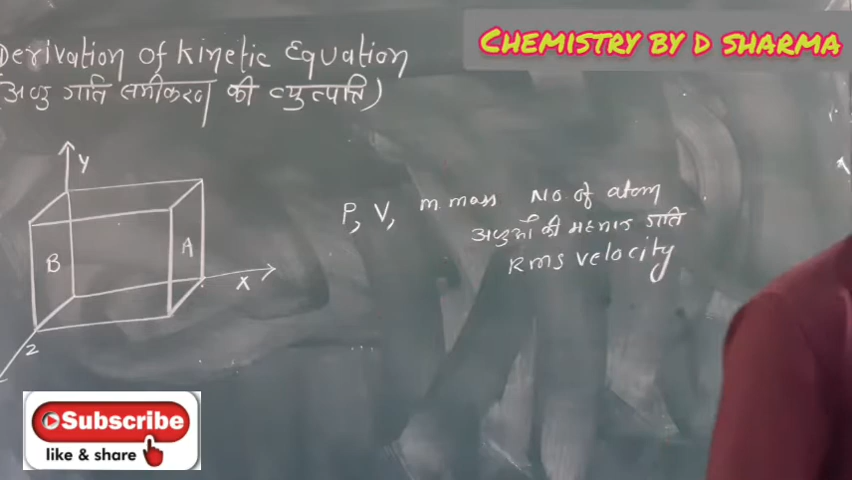 Derivation of Kinetic Equation
CHEMISTRY BY D SHARMA
(अणु गति समीकरण की व्युत्पत्ति)
y
P, V, m mass No of atom
अणुओं की मध्यमान गति
B
A
RMS velocity
X
Z
Subscribe
like & share